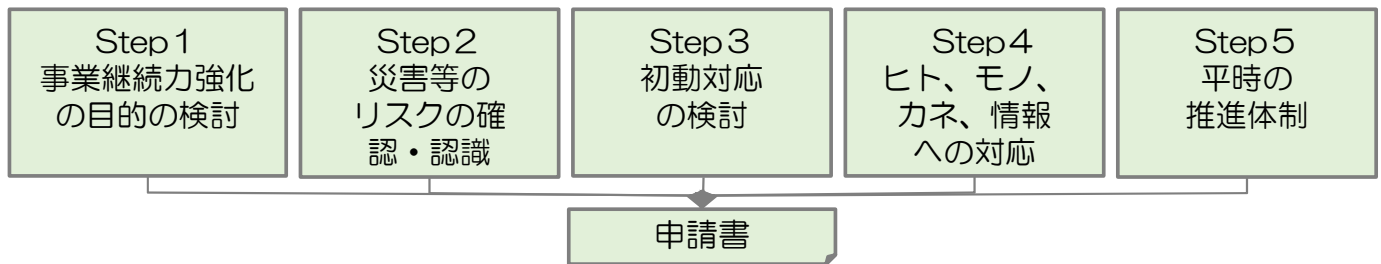 Step1
事業継続力強化
の目的の検討
Step2
災害等の
リスクの確
認・認識
Step3
初動対応
の検討
Step4
ヒト、モノ、
カネ、情報
への対応
Step5
平時の
推進体制
申請書